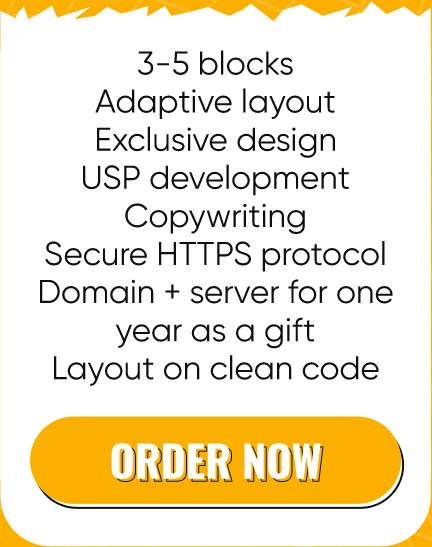 3-5 blocks
Adaptive layout
Exclusive design
USP development
Copywriting
Secure HTTPS protocol
Domain + server for one
year as a gift
Layout on clean code
ORDER NOW